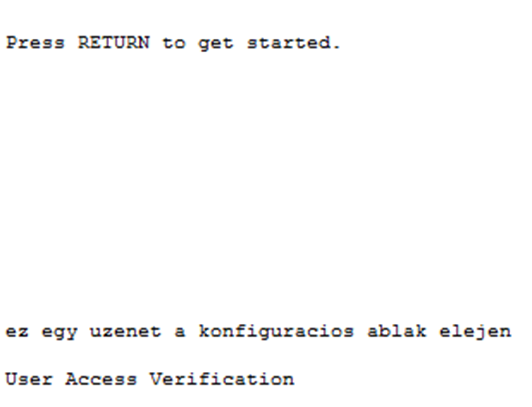 Press RETURN to get started.
ez egy uzenet a konfiguracios ablak elejen
User Access Verification